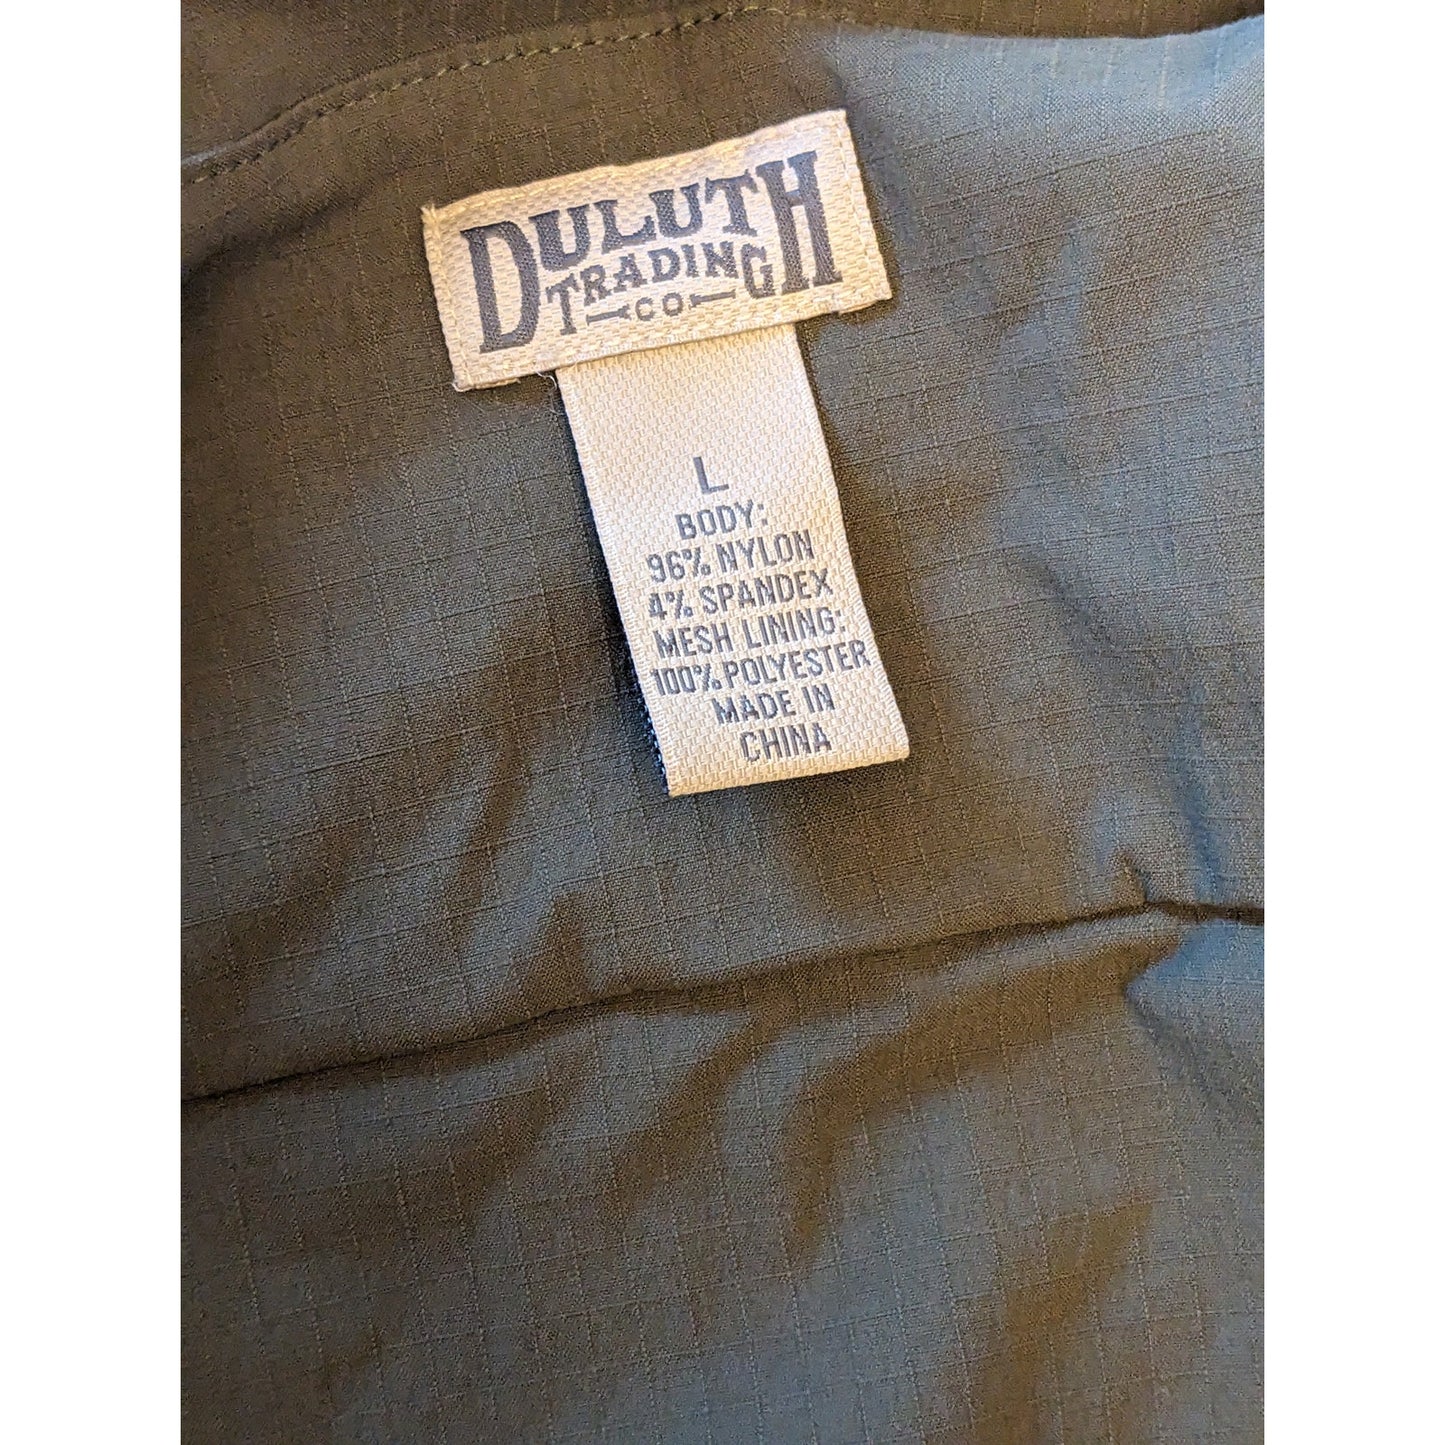 DULUTH
TRADING
CO
L
BODY:
96% NYLON
4% SPANDEX
MESH LINING:
100% POLYESTER
MADE IN
CHINA